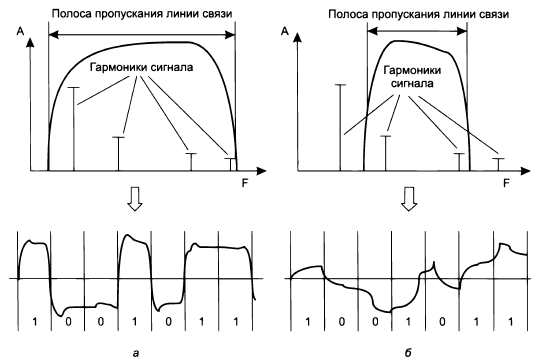 Полоса пропускания линии связи
Полоса пропускания линии связи
A
A
Гармоники сигнала
Гармоники
сигнала
F
F
1 0 0 1 0 1 1
1 0 0 1 0 1 1
а
б